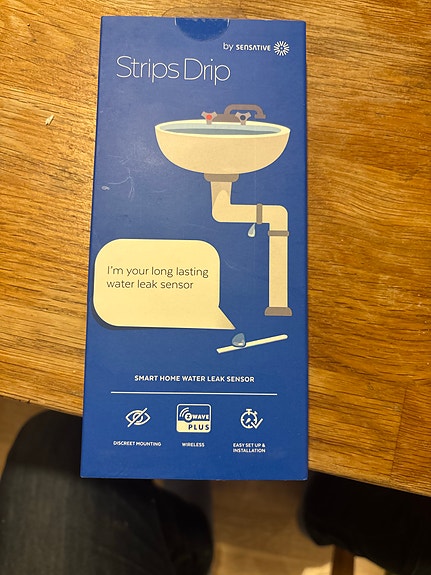 by SENSATIVE
Strips Drip
I'm your long lasting
water leak sensor
SMART HOME WATER LEAK SENSOR
DISCREET MOUNTING
Z WAVE
PLUS
WIRELESS
EASY SET UP &
INSTALLATION